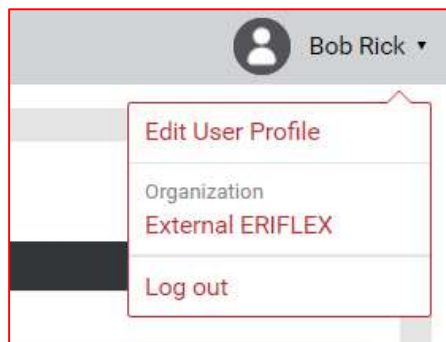 Bob Rick ▾
Edit User Profile
Organization
External ERIFLEX
Log out